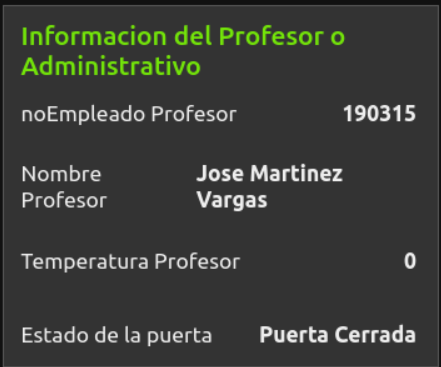 Informacion del Profesor o
Administrativo
noEmpleado Profesor 190315
Nombre Profesor Jose Martinez Vargas
Temperatura Profesor 0
Estado de la puerta Puerta Cerrada